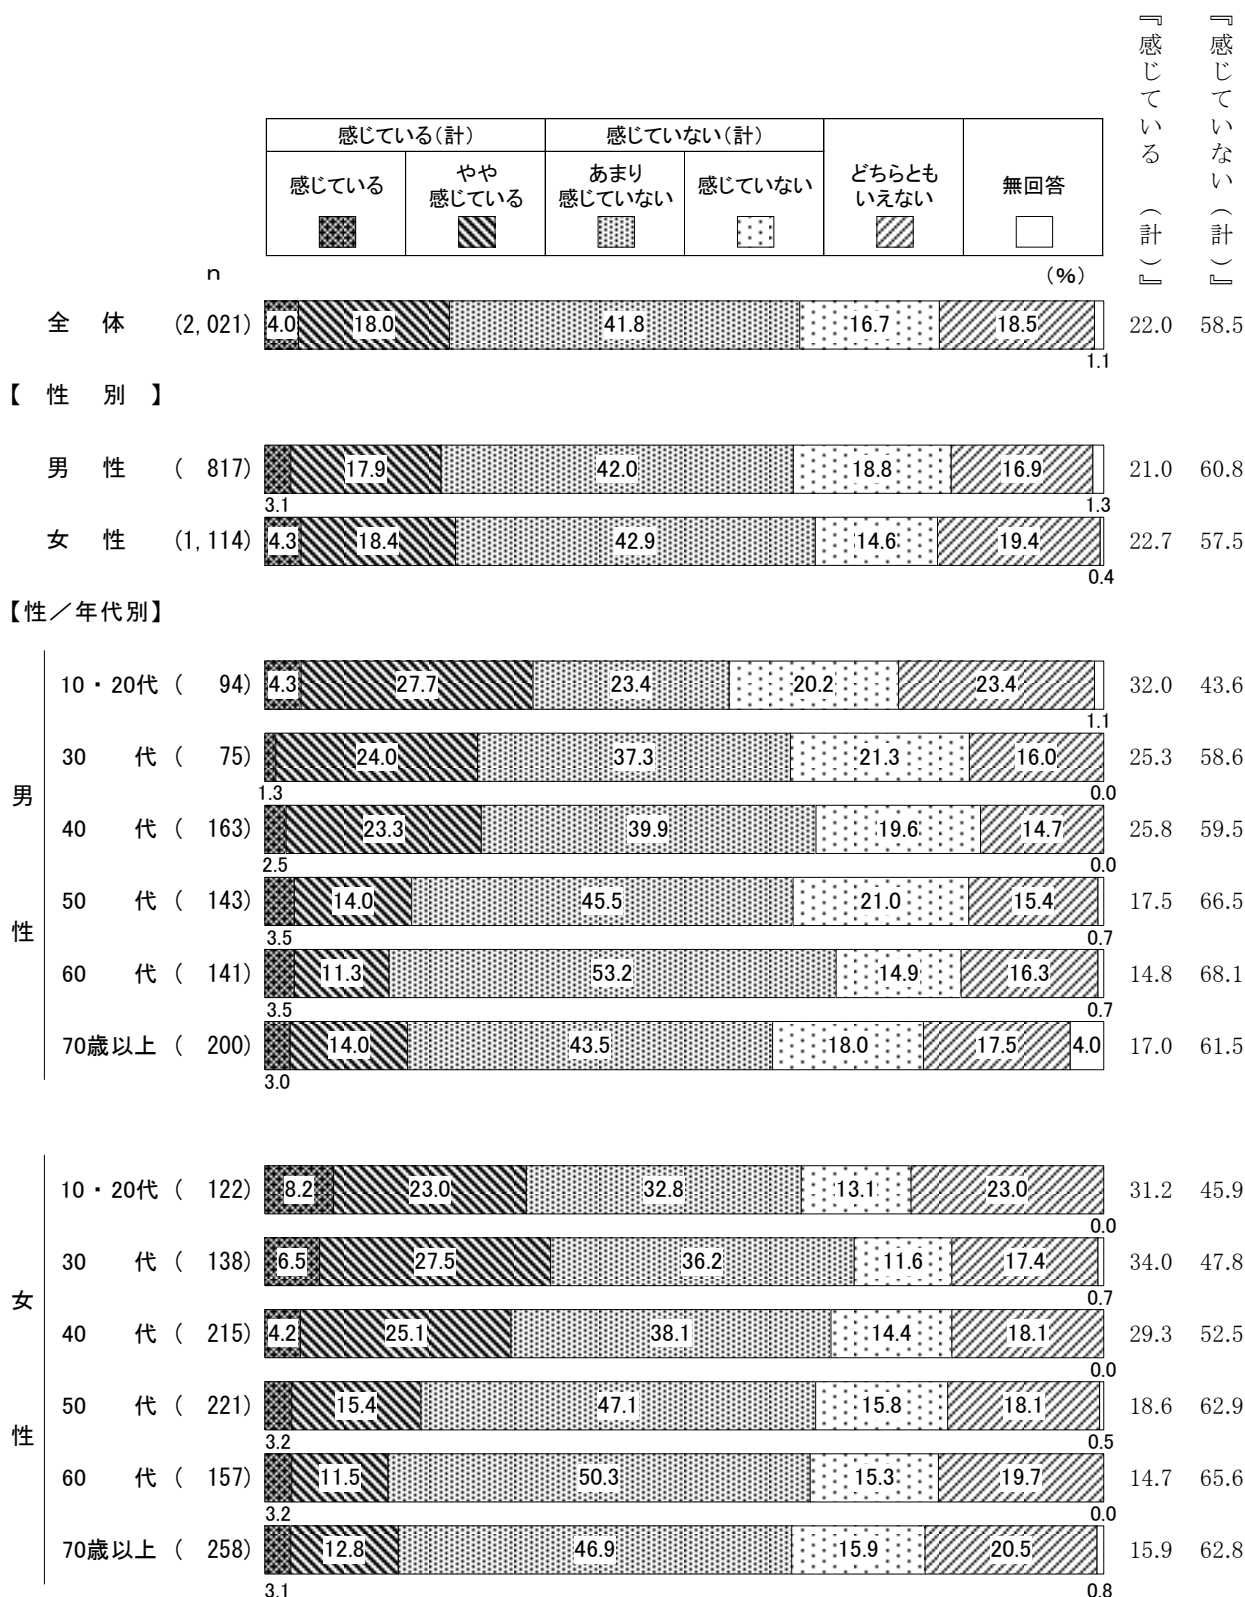 『感じている（計）』
『感じていない（計）』
感じている（計） 感じていない（計）
感じている
やや
感じている
あまり
感じていない
感じていない
どちらとも
いえない
無回答
n （％）
全 体 （2,021） 4.0 18.0 41.8 16.7 18.5 22.0 58.5
1.1
【 性 別 】
男 性 （ 817） 17.9 42.0 18.8 16.9 21.0 60.8
3.1 1.3
女 性 （1,114） 4.3 18.4 42.9 14.6 19.4 22.7 57.5
0.4
【性／年代別】
男性
10・20代 （ 94） 4.3 27.7 23.4 20.2 23.4 32.0 43.6
1.1
30 代 （ 75） 24.0 37.3 21.3 16.0 25.3 58.6
1.3 0.0
40 代 （ 163） 23.3 39.9 19.6 14.7 25.8 59.5
2.5 0.0
50 代 （ 143） 14.0 45.5 21.0 15.4 17.5 66.5
3.5 0.7
60 代 （ 141） 11.3 53.2 14.9 16.3 14.8 68.1
3.5 0.7
70歳以上 （ 200） 14.0 43.5 18.0 17.5 4.0 17.0 61.5
3.0
女性
10・20代 （ 122） 8.2 23.0 32.8 13.1 23.0 31.2 45.9
0.0
30 代 （ 138） 6.5 27.5 36.2 11.6 17.4 34.0 47.8
0.7
40 代 （ 215） 4.2 25.1 38.1 14.4 18.1 29.3 52.5
0.0
50 代 （ 221） 15.4 47.1 15.8 18.1 18.6 62.9
3.2 0.5
60 代 （ 157） 11.5 50.3 15.3 19.7 14.7 65.6
3.2 0.0
70歳以上 （ 258） 12.8 46.9 15.9 20.5 15.9 62.8
3.1 0.8